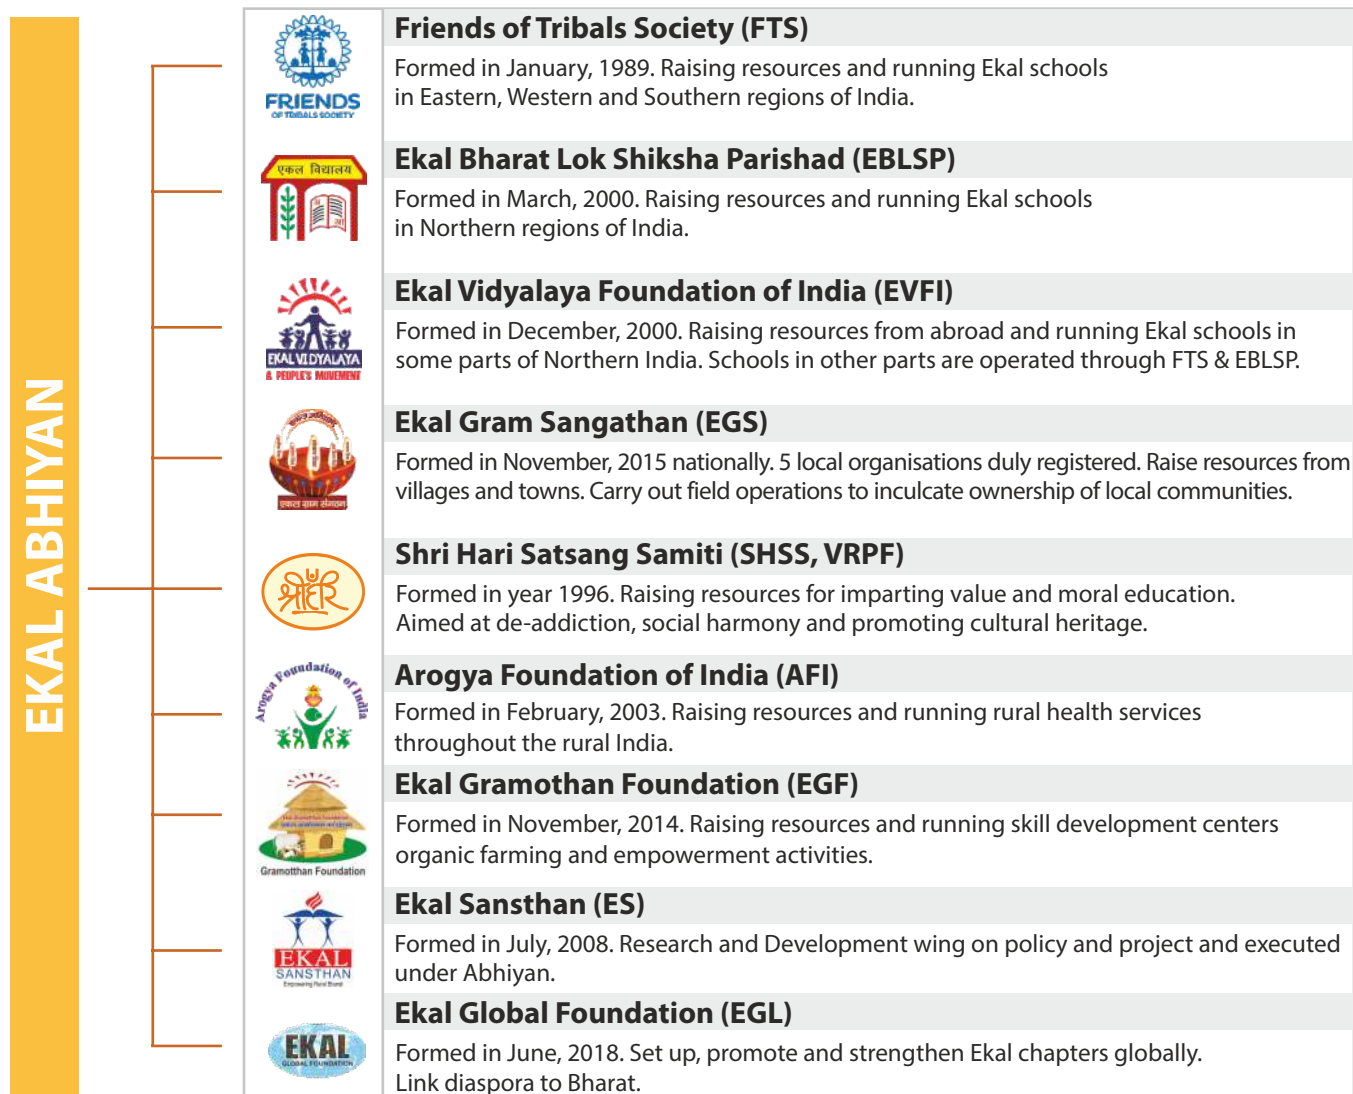 EKAL ABHIYAN
FRIENDS
OF TRIBALS SOCIETY
Friends of Tribals Society (FTS)
Formed in January, 1989. Raising resources and running Ekal schools
in Eastern, Western and Southern regions of India.
एकल विद्यालय
Ekal Bharat Lok Shiksha Parishad (EBLSP)
Formed in March, 2000. Raising resources and running Ekal schools
in Northern regions of India.
EKAL VIDYALAYA
A PEOPLE'S MOVEMENT
Ekal Vidyalaya Foundation of India (EVFI)
Formed in December, 2000. Raising resources from abroad and running Ekal schools in
some parts of Northern India. Schools in other parts are operated through FTS & EBLSP.
एकल ग्राम संगठन
Ekal Gram Sangathan (EGS)
Formed in November, 2015 nationally. 5 local organisations duly registered. Raise resources from
villages and towns. Carry out field operations to inculcate ownership of local communities.
श्रीहरि
Shri Hari Satsang Samiti (SHSS, VRPF)
Formed in year 1996. Raising resources for imparting value and moral education.
Aimed at de-addiction, social harmony and promoting cultural heritage.
Arogya Foundation of India
Arogya Foundation of India (AFI)
Formed in February, 2003. Raising resources and running rural health services
throughout the rural India.
Gramotthan Foundation
Ekal Gramothan Foundation (EGF)
Formed in November, 2014. Raising resources and running skill development centers
organic farming and empowerment activities.
EKAL
SANSTHAN
Empowering Rural Bharat
Ekal Sansthan (ES)
Formed in July, 2008. Research and Development wing on policy and project and executed
under Abhiyan.
EKAL
GLOBAL FOUNDATION
Ekal Global Foundation (EGL)
Formed in June, 2018. Set up, promote and strengthen Ekal chapters globally.
Link diaspora to Bharat.